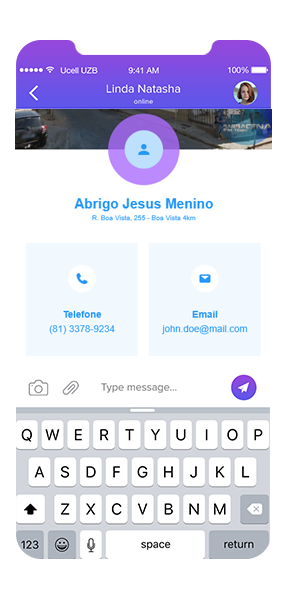 Ucell UZB 9:41 AM 100%
Linda Natasha
online
Abrigo Jesus Menino
R. Boa Vista, 255 - Boa Vista 4km
Telefone
(81) 3378-9234
Email
john.doe@mail.com
Type message...
Q W E R T Y U I O P
A S D F G H J K L
Z X C V B N M
123 space return